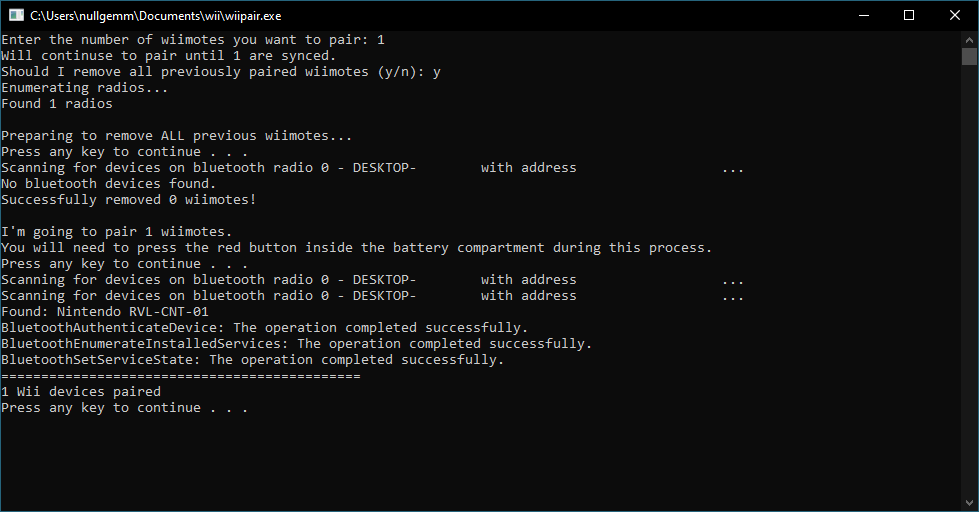 C:\Users\nullgemm\Documents\wii\wiipair.exe
Enter the number of wiimotes you want to pair: 1
Will continuse to pair until 1 are synced.
Should I remove all previously paired wiimotes (y/n): y
Enumerating radios...
Found 1 radios
Preparing to remove ALL previous wiimotes...
Press any key to continue . . .
Scanning for devices on bluetooth radio 0 - DESKTOP- with address ...
No bluetooth devices found.
Successfully removed 0 wiimotes!
I'm going to pair 1 wiimotes.
You will need to press the red button inside the battery compartment during this process.
Press any key to continue . . .
Scanning for devices on bluetooth radio 0 - DESKTOP- with address ...
Scanning for devices on bluetooth radio 0 - DESKTOP- with address ...
Found: Nintendo RVL-CNT-01
BluetoothAuthenticateDevice: The operation completed successfully.
BluetoothEnumerateInstalledServices: The operation completed successfully.
BluetoothSetServiceState: The operation completed successfully.
=============================================
1 Wii devices paired
Press any key to continue . . .